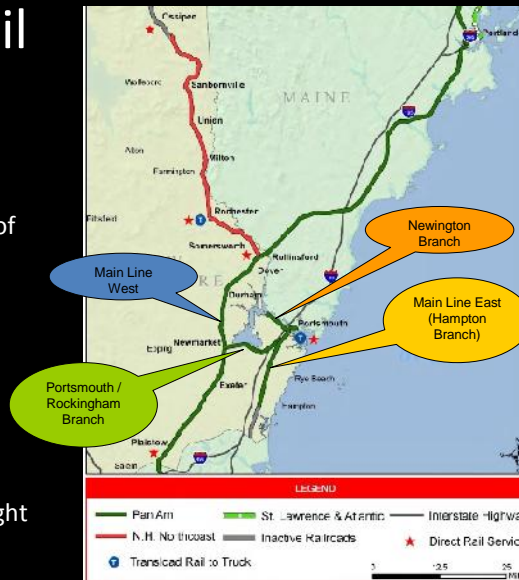 il
of
ght
Ossipee
Portland
Wolfeboro
Sanbornville
MAINE
Union
Milton
Alton
Farmington
Pittsfield
Rochester
Somersworth
Rollinsford
Dover
Newington
Branch
Main Line
West
Durham
Main Line East
(Hampton
Branch)
Portsmouth
Newmarket
Epping
Rye Beach
Portsmouth /
Rockingham
Branch
Exeter
Hampton
Plaistow
Salem
LEGEND
Pan Am
St. Lawrence & Atlantic
Interstate Highwa
N.H. Northcoast
Inactive Railroads
Direct Rail Servic
Transload Rail to Truck
0 12.5 25